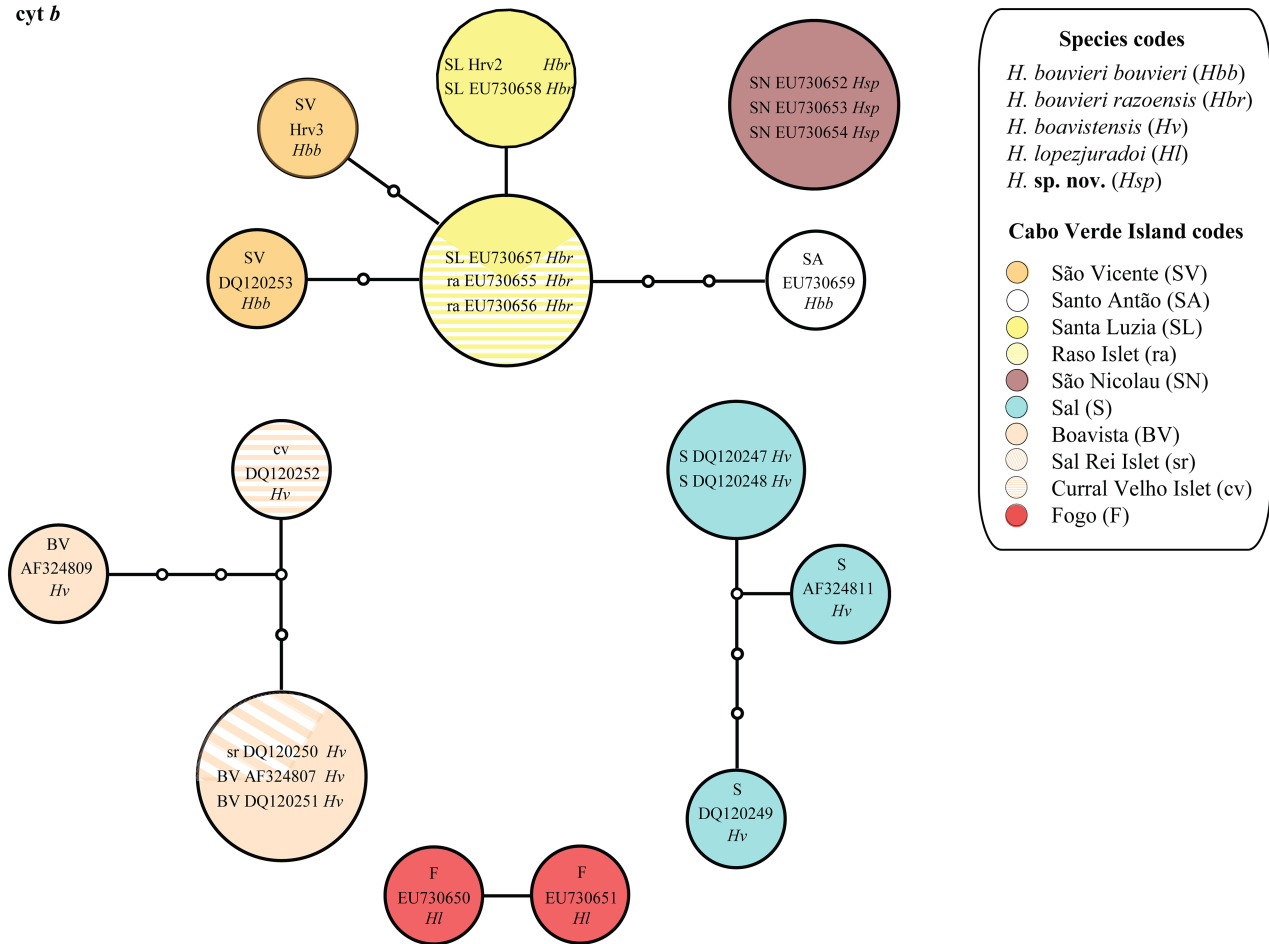 cyt b
SL Hrv2 Hbr
SL EU730658 Hbr
SV
Hrv3
Hbb
SN EU730652 Hsp
SN EU730653 Hsp
SN EU730654 Hsp
SV
DQ120253
Hbb
SL EU730657 Hbr
ra EU730655 Hbr
ra EU730656 Hbr
SA
EU730659
Hbb
cv
DQ120252
Hv
BV
AF324809
Hv
sr DQ120250 Hv
BV AF324807 Hv
BV DQ120251 Hv
S DQ120247 Hv
S DQ120248 Hv
S
AF324811
Hv
S
DQ120249
Hv
F
EU730650
Hl
F
EU730651
Hl
Species codes
H. bouvieri bouvieri (Hbb)
H. bouvieri razoensis (Hbr)
H. boavistensis (Hv)
H. lopezjuradoi (Hl)
H. sp. nov. (Hsp)
Cabo Verde Island codes
São Vicente (SV)
Santo Antão (SA)
Santa Luzia (SL)
Raso Islet (ra)
São Nicolau (SN)
Sal (S)
Boavista (BV)
Sal Rei Islet (sr)
Curral Velho Islet (cv)
Fogo (F)